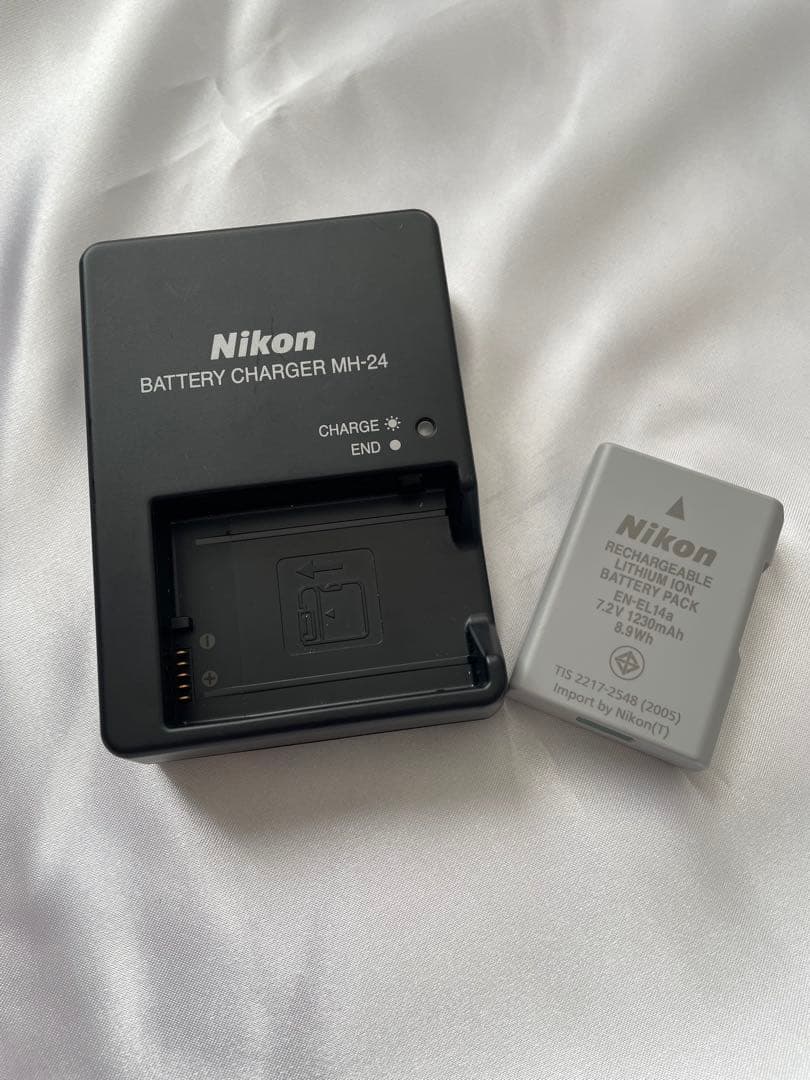 Nikon
BATTERY CHARGER MH-24
CHARGE
END
−
+
Nikon
RECHARGEABLE
LITHIUM ION
BATTERY PACK
EN-EL14a
7.2V 1230mAh
8.9Wh
TIS 2217-2548 (2005)
Import by Nikon(T)